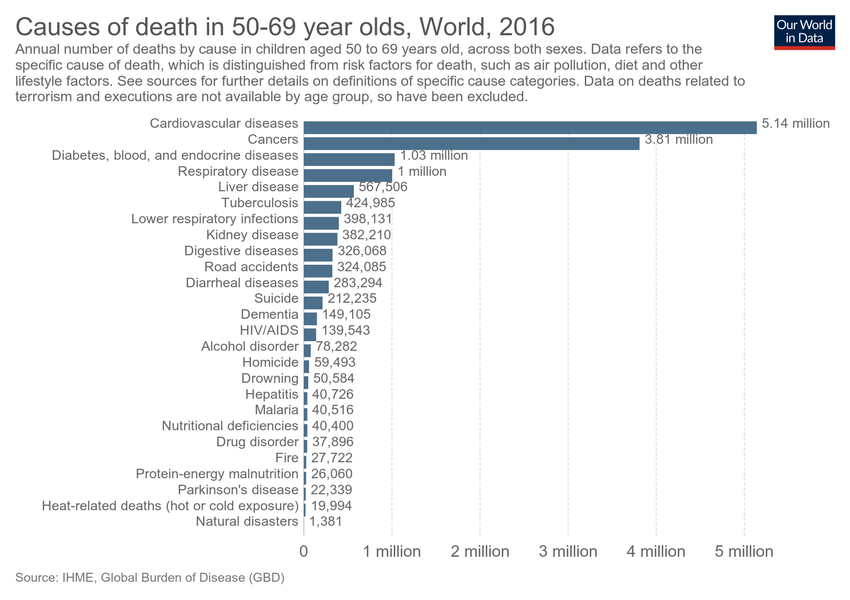 Causes of death in 50-69 year olds, World, 2016
Our World
in Data
Annual number of deaths by cause in children aged 50 to 69 years old, across both sexes. Data refers to the
specific cause of death, which is distinguished from risk factors for death, such as air pollution, diet and other
lifestyle factors. See sources for further details on definitions of specific cause categories. Data on deaths related to
terrorism and executions are not available by age group, so have been excluded.
Cardiovascular diseases 5.14 million
Cancers 3.81 million
Diabetes, blood, and endocrine diseases 1.03 million
Respiratory disease 1 million
Liver disease 567,506
Tuberculosis 424,985
Lower respiratory infections 398,131
Kidney disease 382,210
Digestive diseases 326,068
Road accidents 324,085
Diarrheal diseases 283,294
Suicide 212,235
Dementia 149,105
HIV/AIDS 139,543
Alcohol disorder 78,282
Homicide 59,493
Drowning 50,584
Hepatitis 40,726
Malaria 40,516
Nutritional deficiencies 40,400
Drug disorder 37,896
Fire 27,722
Protein-energy malnutrition 26,060
Parkinson's disease 22,339
Heat-related deaths (hot or cold exposure) 19,994
Natural disasters 1,381
0 1 million 2 million 3 million 4 million 5 million
Source: IHME, Global Burden of Disease (GBD)